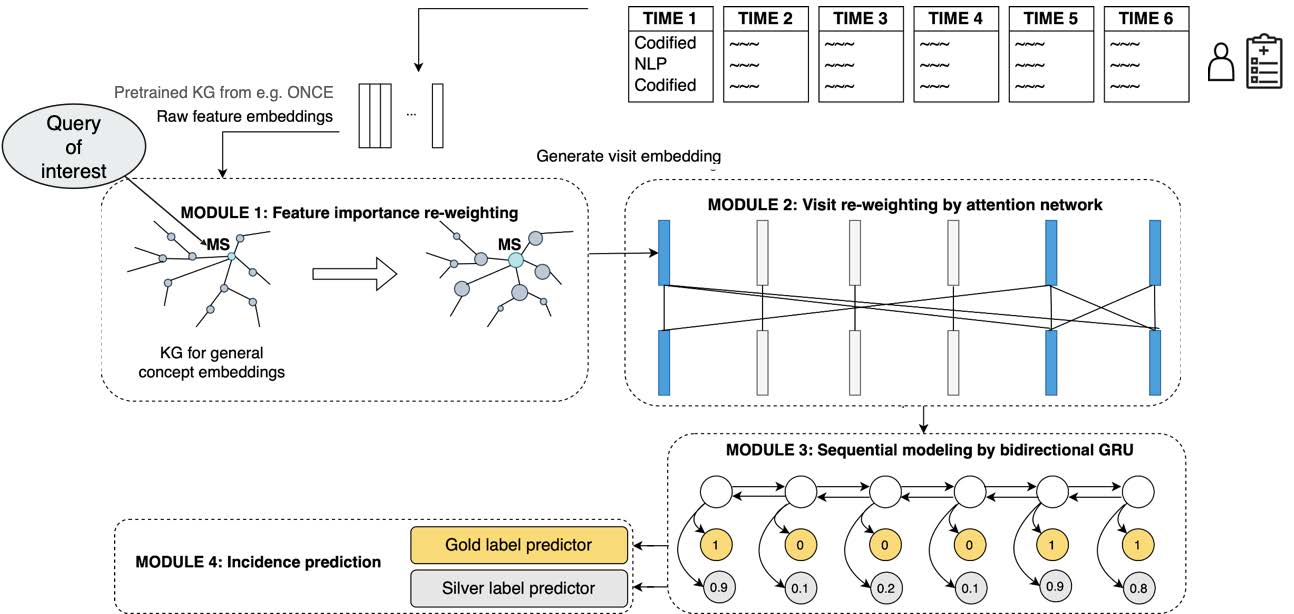 TIME 1 TIME 2 TIME 3 TIME 4 TIME 5 TIME 6
Codified ~~~ ~~~ ~~~ ~~~ ~~~
NLP ~~~ ~~~ ~~~ ~~~ ~~~
Codified ~~~ ~~~ ~~~ ~~~ ~~~
Pretrained KG from e.g. ONCE
Raw feature embeddings
...
Query
of
interest
Generate visit embedding
MODULE 1: Feature importance re-weighting
MS
MS
KG for general
concept embeddings
MODULE 2: Visit re-weighting by attention network
MODULE 3: Sequential modeling by bidirectional GRU
1 0 0 0 1 1
0.9 0.1 0.2 0.1 0.9 0.8
MODULE 4: Incidence prediction
Gold label predictor
Silver label predictor